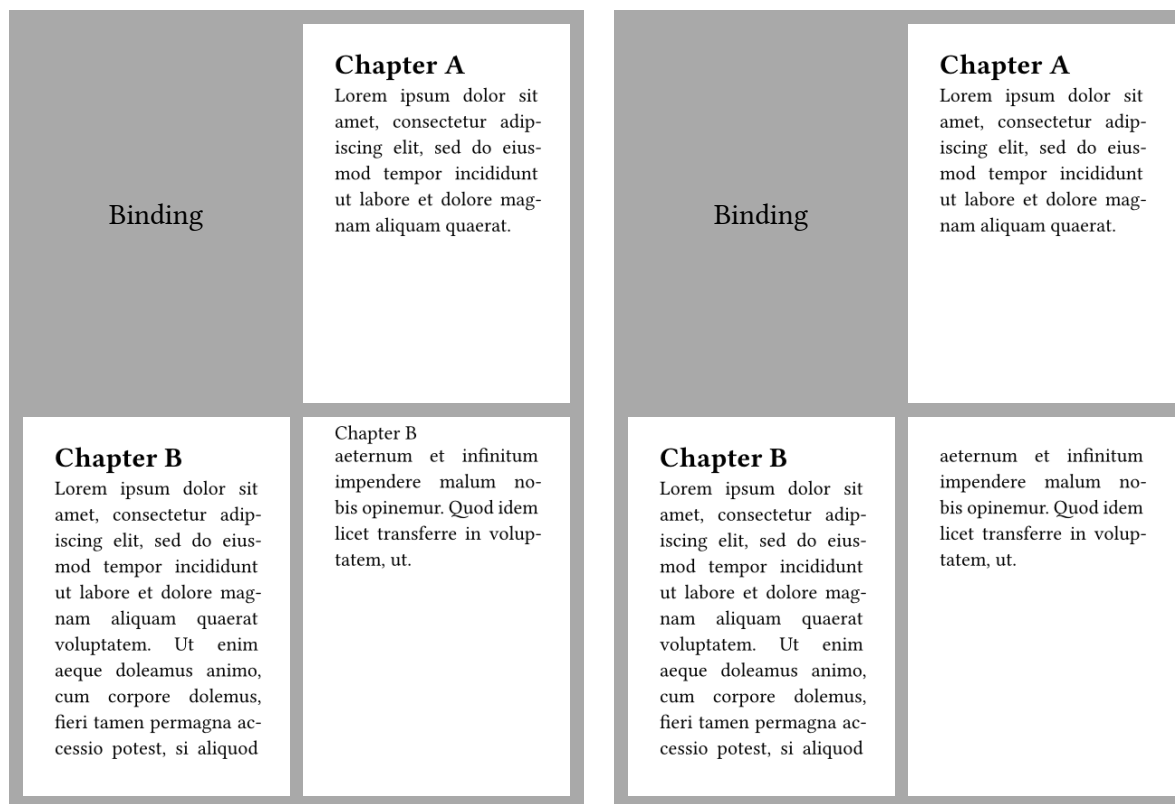 Binding
Chapter A
Lorem ipsum dolor sit
amet, consectetur adip-
iscing elit, sed do eius-
mod tempor incididunt
ut labore et dolore mag-
nam aliquam quaerat.
Chapter B
Lorem ipsum dolor sit
amet, consectetur adip-
iscing elit, sed do eius-
mod tempor incididunt
ut labore et dolore mag-
nam aliquam quaerat
voluptatem. Ut enim
aeque doleamus animo,
cum corpore dolemus,
fieri tamen permagna ac-
cessio potest, si aliquod
Chapter B
aeternum et infinitum
impendere malum no-
bis opinemur. Quod idem
licet transferre in volup-
tatem, ut.
Binding
Chapter A
Lorem ipsum dolor sit
amet, consectetur adip-
iscing elit, sed do eius-
mod tempor incididunt
ut labore et dolore mag-
nam aliquam quaerat.
Chapter B
Lorem ipsum dolor sit
amet, consectetur adip-
iscing elit, sed do eius-
mod tempor incididunt
ut labore et dolore mag-
nam aliquam quaerat
voluptatem. Ut enim
aeque doleamus animo,
cum corpore dolemus,
fieri tamen permagna ac-
cessio potest, si aliquod
aeternum et infinitum
impendere malum no-
bis opinemur. Quod idem
licet transferre in volup-
tatem, ut.